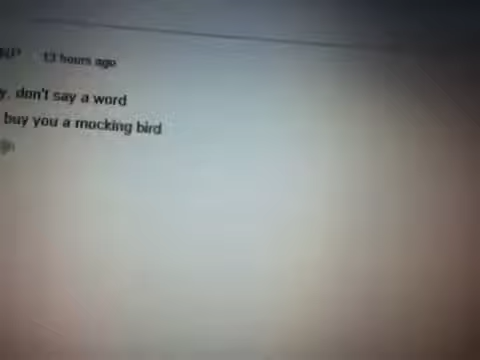 13 hours ago
don't say a word
buy you a mocking bird